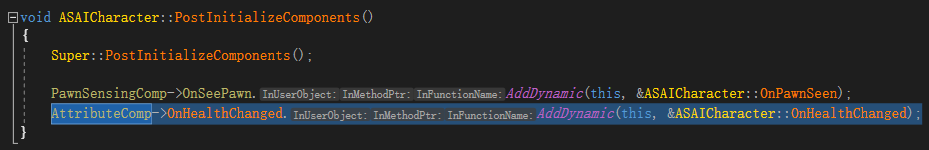 void ASAICharacter::PostInitializeComponents()
{
Super::PostInitializeComponents();
PawnSensingComp->OnSeePawn. InUserObject: InMethodPtr: InFunctionName: AddDynamic(this, &ASAICharacter::OnPawnSeen);
AttributeComp->OnHealthChanged. InUserObject: InMethodPtr: InFunctionName: AddDynamic(this, &ASAICharacter::OnHealthChanged);
}